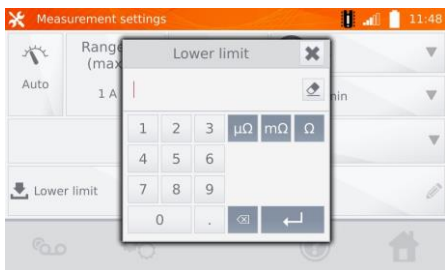 Measurement settings 11:48
Range
(max
Auto
1 A
Lower limit
1 2 3 µΩ mΩ Ω
4 5 6
7 8 9
0 .
Lower limit